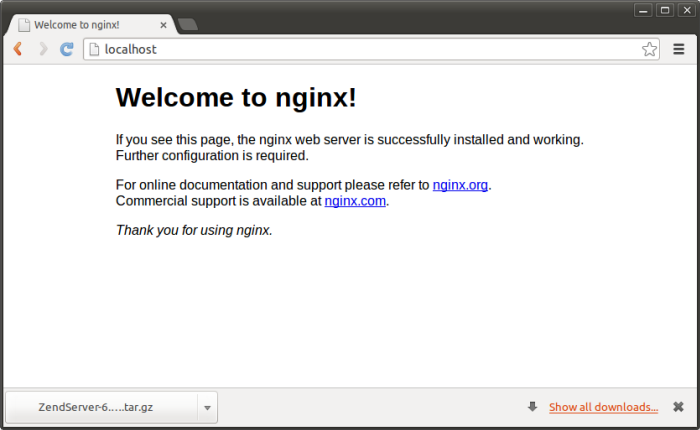 Welcome to nginx!
localhost
Welcome to nginx!
If you see this page, the nginx web server is successfully installed and working.
Further configuration is required.
For online documentation and support please refer to nginx.org.
Commercial support is available at nginx.com.
Thank you for using nginx.
ZendServer-6.....tar.gz
Show all downloads...